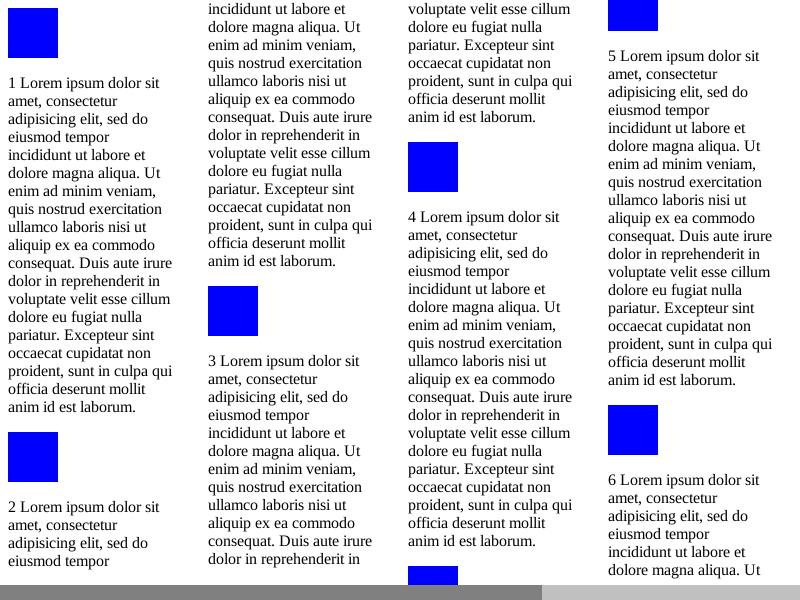 1 Lorem ipsum dolor sit
amet, consectetur
adipisicing elit, sed do
eiusmod tempor
incididunt ut labore et
dolore magna aliqua. Ut
enim ad minim veniam,
quis nostrud exercitation
ullamco laboris nisi ut
aliquip ex ea commodo
consequat. Duis aute irure
dolor in reprehenderit in
voluptate velit esse cillum
dolore eu fugiat nulla
pariatur. Excepteur sint
occaecat cupidatat non
proident, sunt in culpa qui
officia deserunt mollit
anim id est laborum.
2 Lorem ipsum dolor sit
amet, consectetur
adipisicing elit, sed do
eiusmod tempor
incididunt ut labore et
dolore magna aliqua. Ut
enim ad minim veniam,
quis nostrud exercitation
ullamco laboris nisi ut
aliquip ex ea commodo
consequat. Duis aute irure
dolor in reprehenderit in
voluptate velit esse cillum
dolore eu fugiat nulla
pariatur. Excepteur sint
occaecat cupidatat non
proident, sunt in culpa qui
officia deserunt mollit
anim id est laborum.
3 Lorem ipsum dolor sit
amet, consectetur
adipisicing elit, sed do
eiusmod tempor
incididunt ut labore et
dolore magna aliqua. Ut
enim ad minim veniam,
quis nostrud exercitation
ullamco laboris nisi ut
aliquip ex ea commodo
consequat. Duis aute irure
dolor in reprehenderit in
voluptate velit esse cillum
dolore eu fugiat nulla
pariatur. Excepteur sint
occaecat cupidatat non
proident, sunt in culpa qui
officia deserunt mollit
anim id est laborum.
4 Lorem ipsum dolor sit
amet, consectetur
adipisicing elit, sed do
eiusmod tempor
incididunt ut labore et
dolore magna aliqua. Ut
enim ad minim veniam,
quis nostrud exercitation
ullamco laboris nisi ut
aliquip ex ea commodo
consequat. Duis aute irure
dolor in reprehenderit in
voluptate velit esse cillum
dolore eu fugiat nulla
pariatur. Excepteur sint
occaecat cupidatat non
proident, sunt in culpa qui
officia deserunt mollit
anim id est laborum.
5 Lorem ipsum dolor sit
amet, consectetur
adipisicing elit, sed do
eiusmod tempor
incididunt ut labore et
dolore magna aliqua. Ut
enim ad minim veniam,
quis nostrud exercitation
ullamco laboris nisi ut
aliquip ex ea commodo
consequat. Duis aute irure
dolor in reprehenderit in
voluptate velit esse cillum
dolore eu fugiat nulla
pariatur. Excepteur sint
occaecat cupidatat non
proident, sunt in culpa qui
officia deserunt mollit
anim id est laborum.
6 Lorem ipsum dolor sit
amet, consectetur
adipisicing elit, sed do
eiusmod tempor
incididunt ut labore et
dolore magna aliqua. Ut